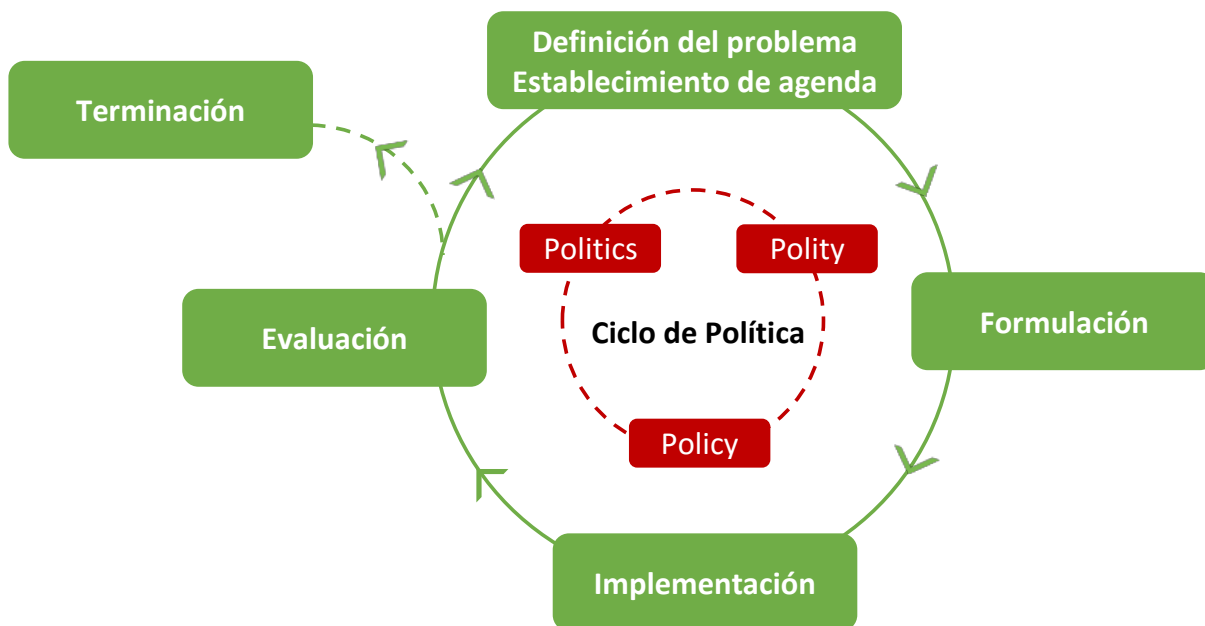 Definición del problema
Establecimiento de agenda
Terminación
Politics
Polity
Evaluación
Ciclo de Política
Formulación
Policy
Implementación